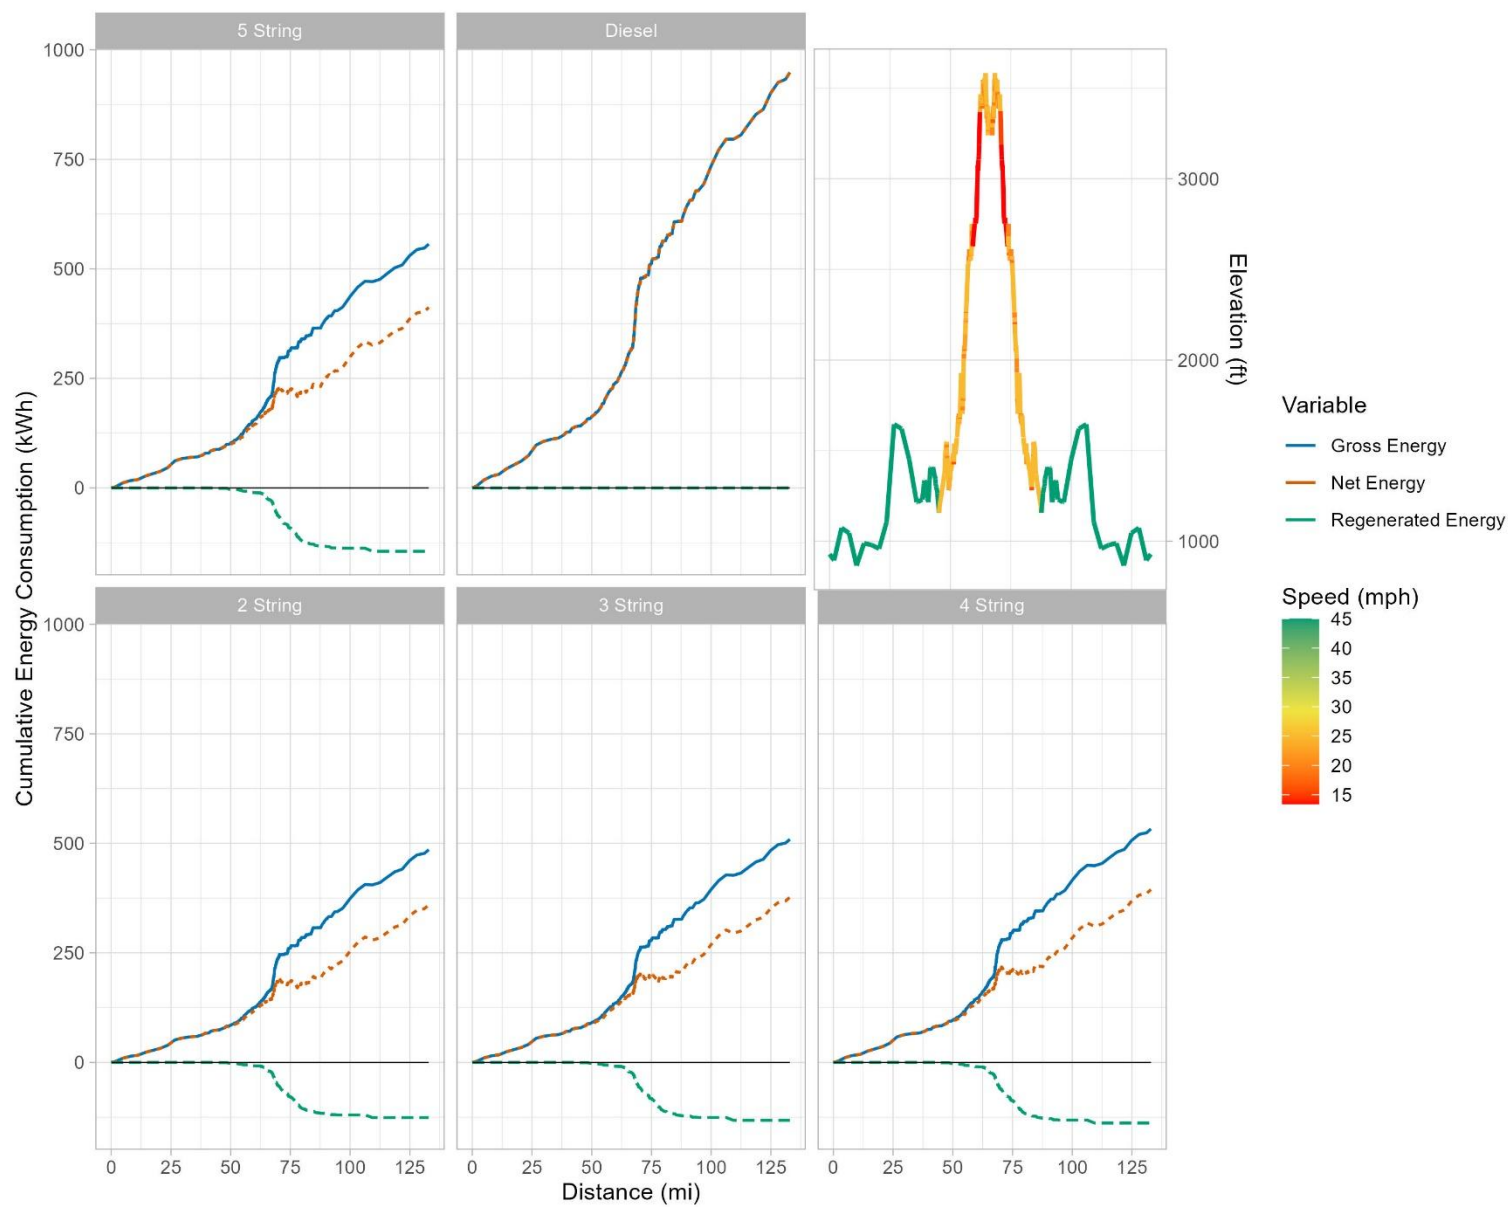 5 String
Diesel
1000
750
500
250
0
3000
2000
1000
Elevation (ft)
Cumulative Energy Consumption (kWh)
2 String
3 String
4 String
1000
750
500
250
0
0 25 50 75 100 125
0 25 50 75 100 125
0 25 50 75 100 125
Distance (mi)
Variable
Gross Energy
Net Energy
Regenerated Energy
Speed (mph)
45
40
35
30
25
20
15